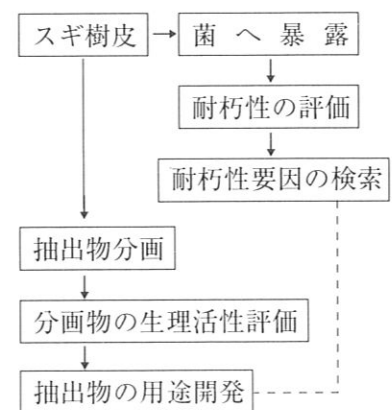 スギ樹皮
菌へ暴露
耐朽性の評価
耐朽性要因の検索
抽出物分画
分画物の生理活性評価
抽出物の用途開発